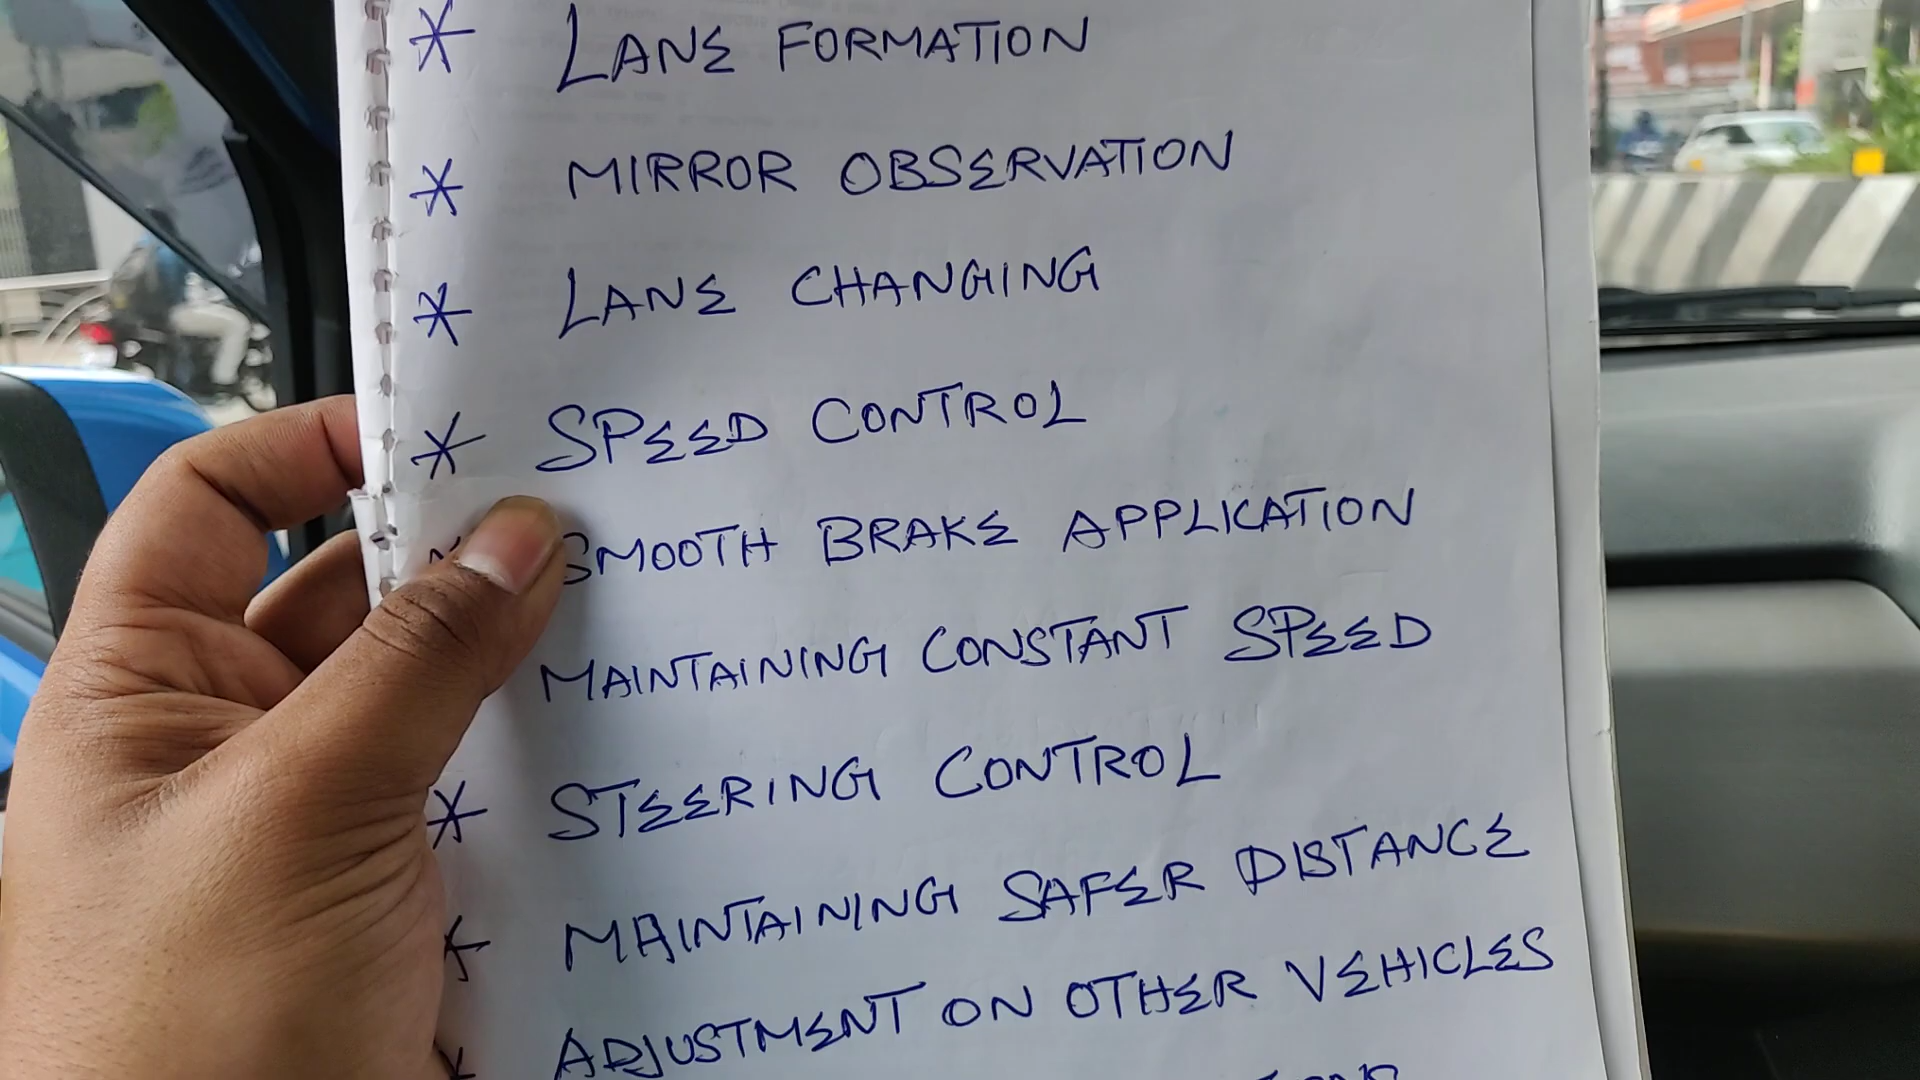 * LANE FORMATION
* MIRROR OBSERVATION
* LANE CHANGING
* SPEED CONTROL
SMOOTH BRAKE APPLICATION
MAINTAINING CONSTANT SPEED
* STEERING CONTROL
* MAINTAINING SAFER DISTANCE
* ADJUSTMENT ON OTHER VEHICLES